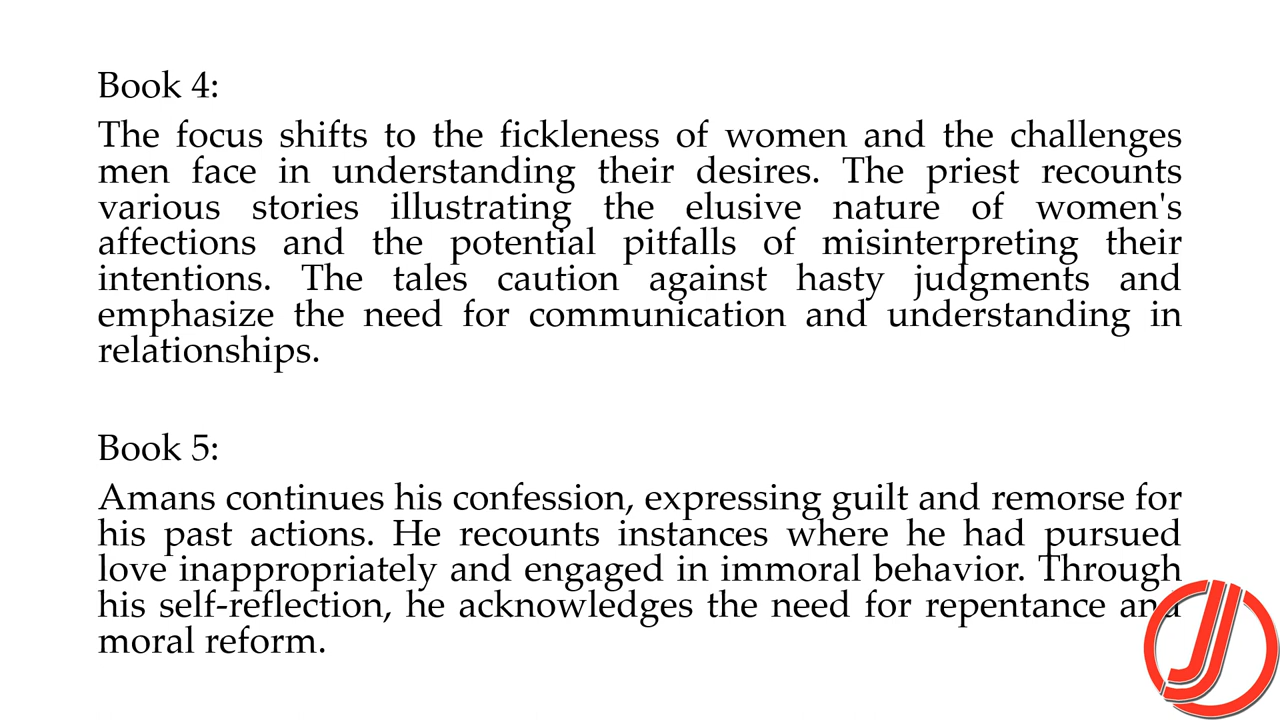 Book 4:
The focus shifts to the fickleness of women and the challenges
men face in understanding their desires. The priest recounts
various stories illustrating the elusive nature of women's
affections and the potential pitfalls of misinterpreting their
intentions. The tales caution against hasty judgments and
emphasize the need for communication and understanding in
relationships.
Book 5:
Amans continues his confession, expressing guilt and remorse for
his past actions. He recounts instances where he had pursued
love inappropriately and engaged in immoral behavior. Through
his self-reflection, he acknowledges the need for repentance and
moral reform.